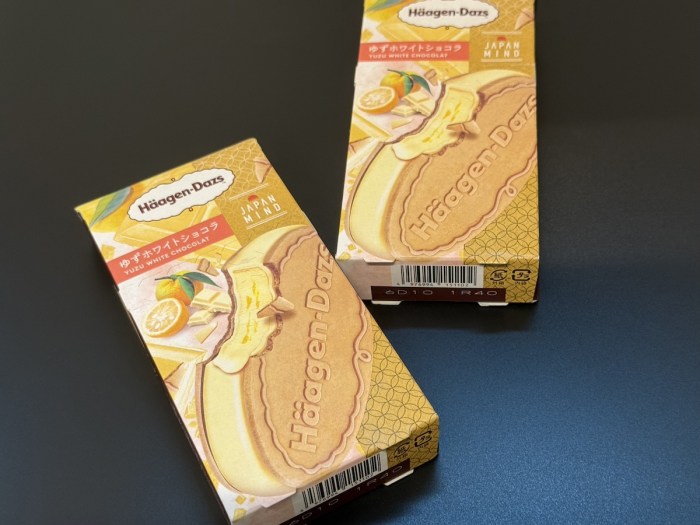 Häagen-Dazs
ゆずホワイトショコラ
YUZU WHITE CHOCOLAT
JAPAN
MIND
Häagen-Dazs
6D10 1R40
Häagen-Dazs
ゆずホワイトショコラ
YUZU WHITE CHOCOLAT
JAPAN
MIND
Häagen-Dazs
6D10 1R40